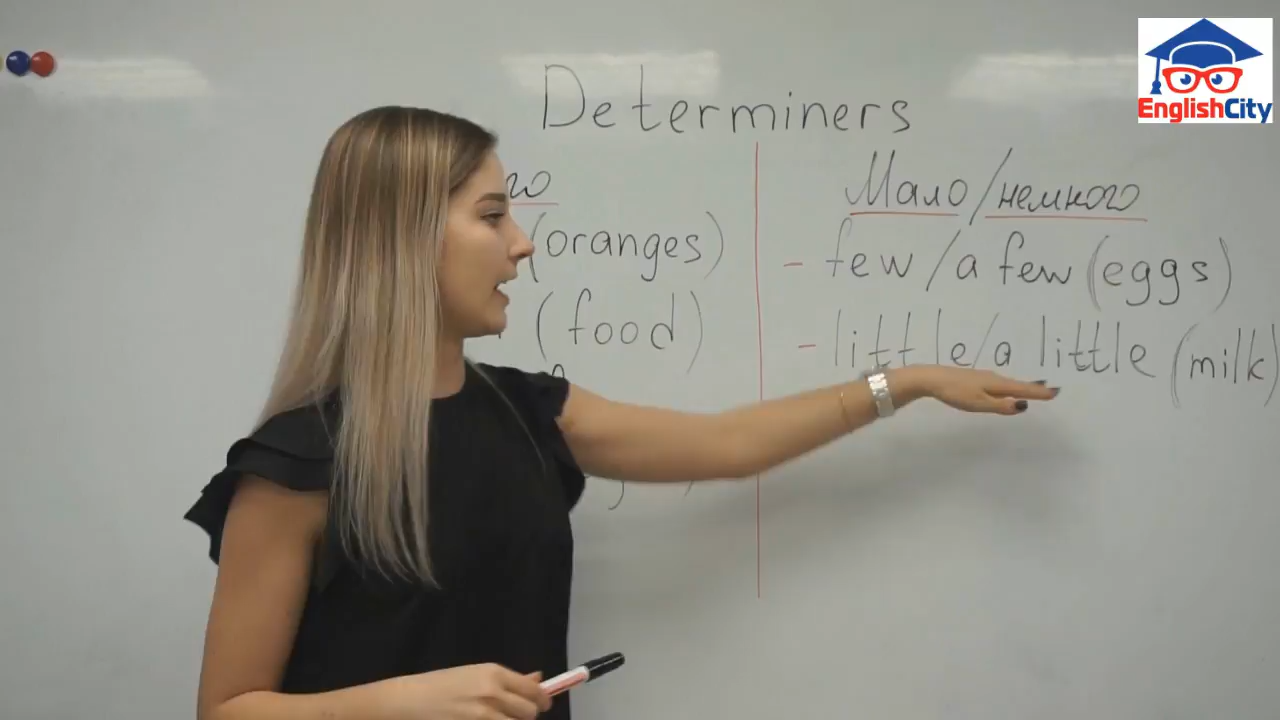 EnglishCity
Determiners
(oranges)
(food)
Мало/немного
- few/a few (eggs)
- little/a little (milk)